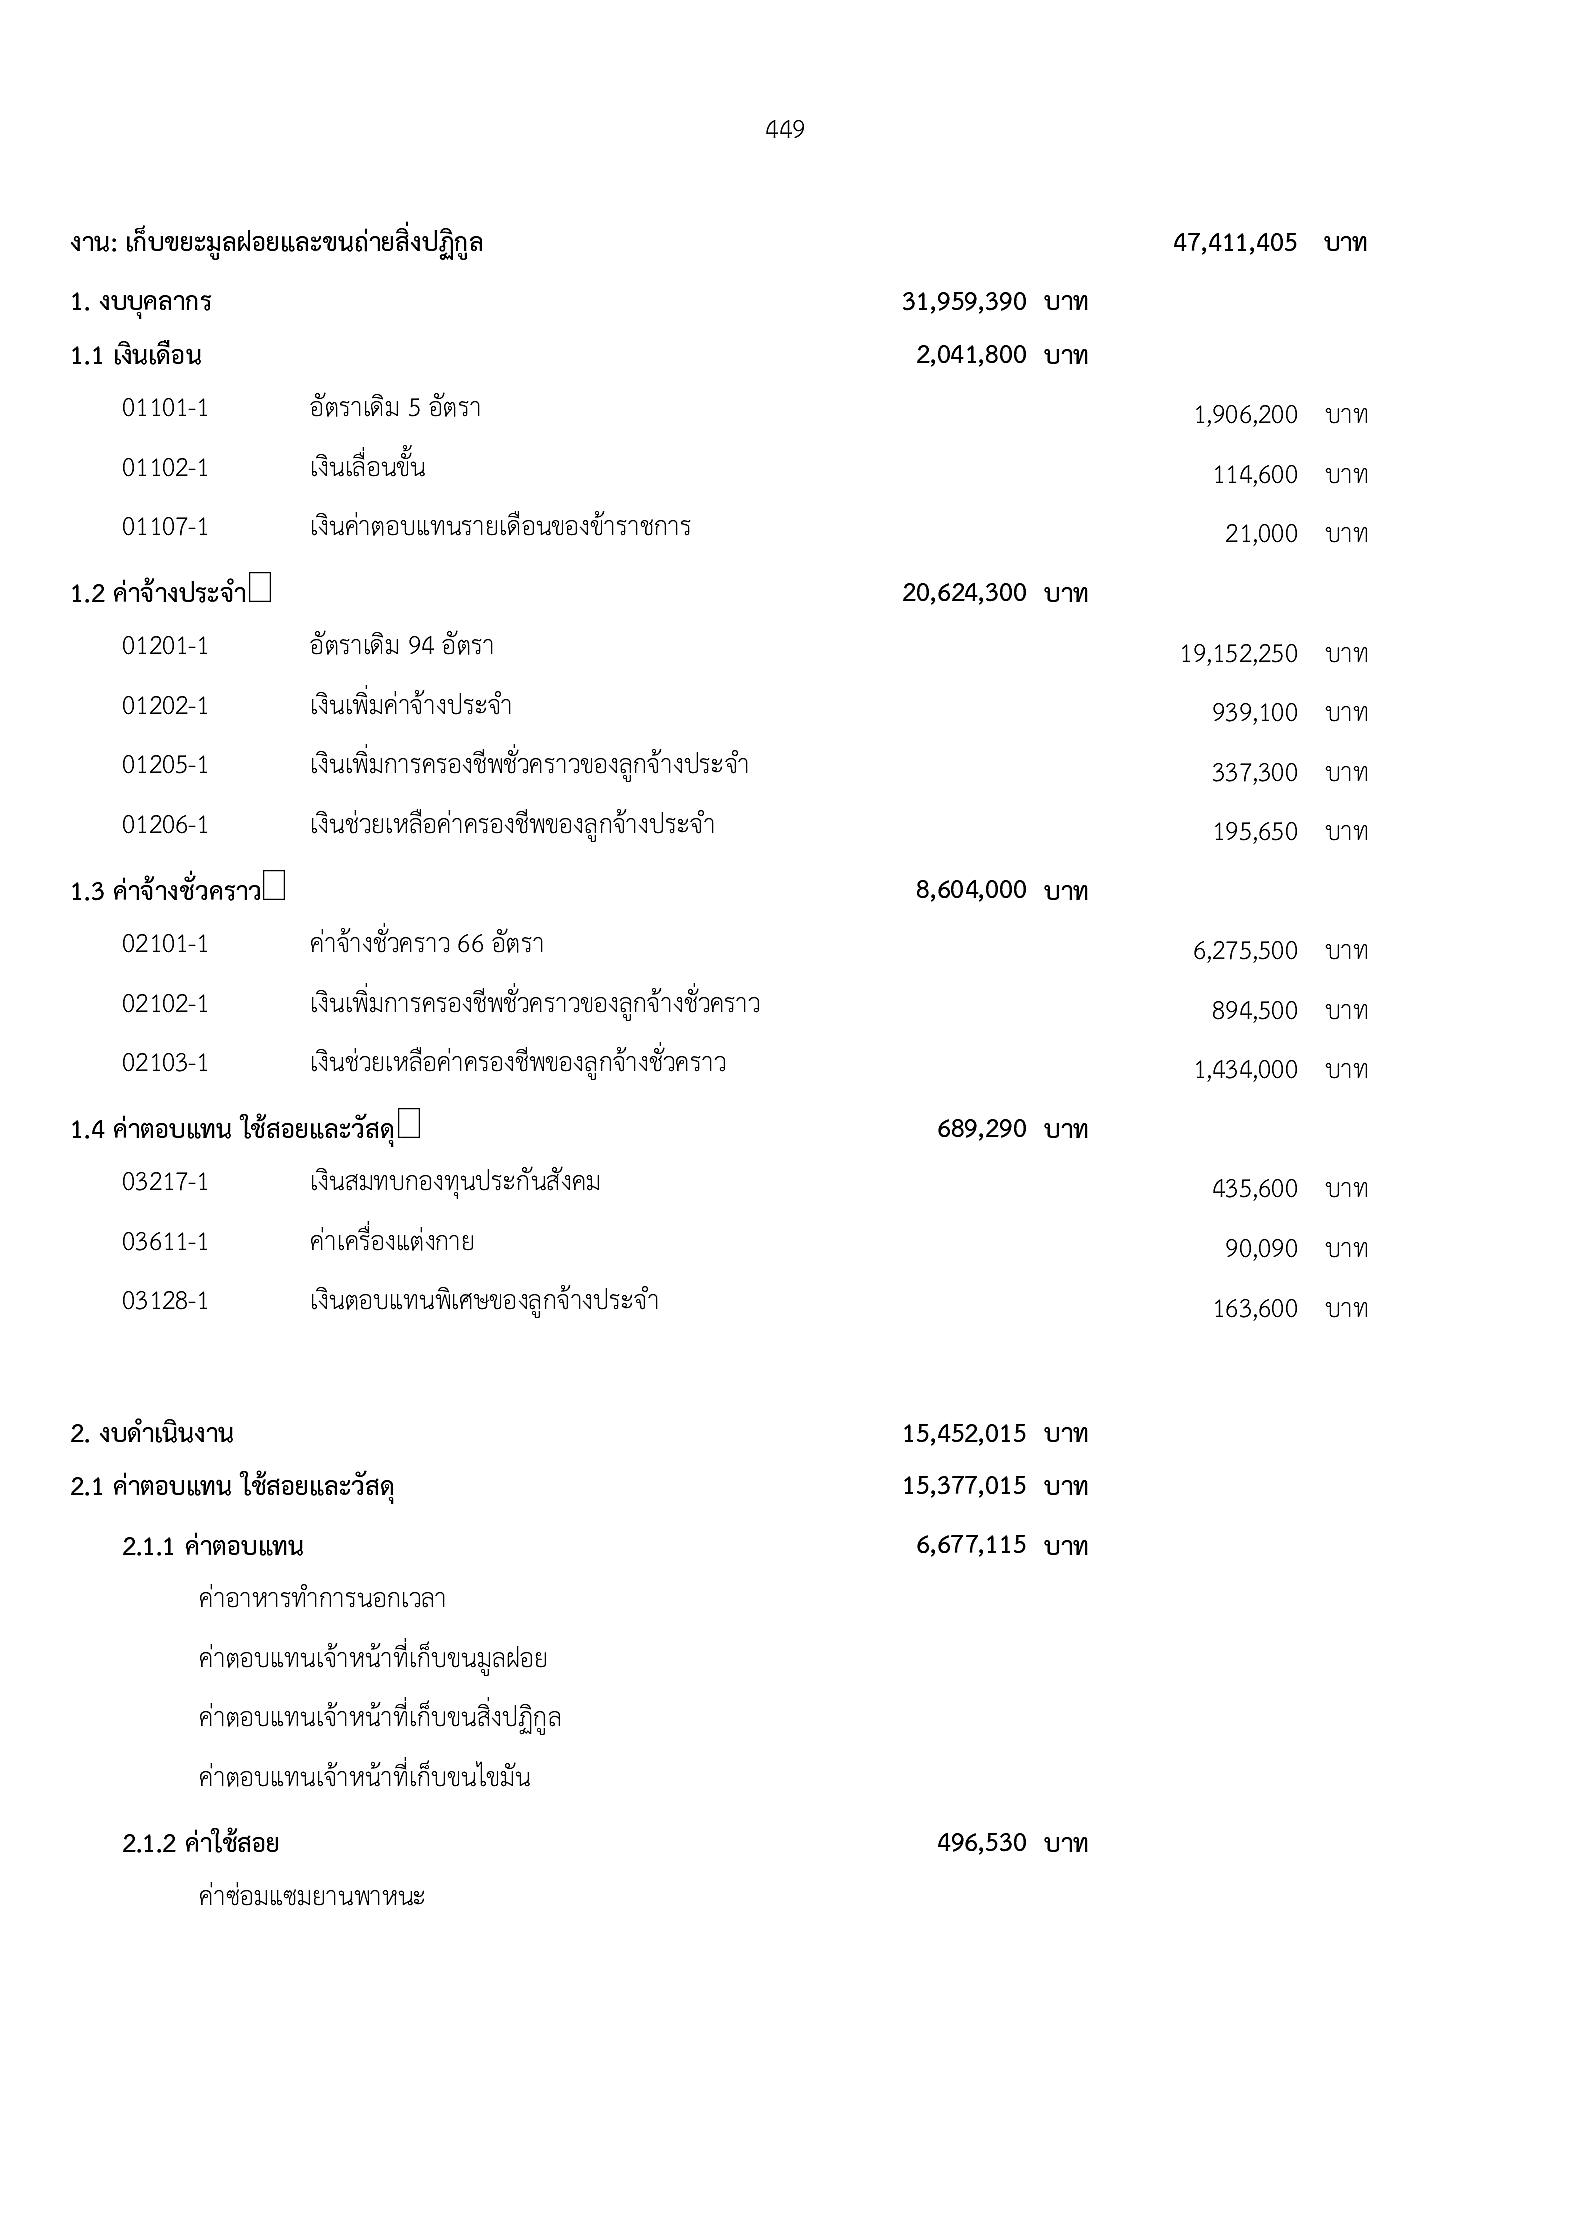 449
งาน: เก็บขยะมูลฝอยและขนถ่ายสิ่งปฏิกูล 47,411,405 บาท
1. งบบุคลากร 31,959,390 บาท
1.1 เงินเดือน 2,041,800 บาท
01101-1 อัตราเดิม 5 อัตรา 1,906,200 บาท
01102-1 เงินเลื่อนขั้น 114,600 บาท
01107-1 เงินค่าตอบแทนรายเดือนของข้าราชการ 21,000 บาท
1.2 ค่าจ้างประจำ 20,624,300 บาท
01201-1 อัตราเดิม 94 อัตรา 19,152,250 บาท
01202-1 เงินเพิ่มค่าจ้างประจำ 939,100 บาท
01205-1 เงินเพิ่มการครองชีพชั่วคราวของลูกจ้างประจำ 337,300 บาท
01206-1 เงินช่วยเหลือค่าครองชีพของลูกจ้างประจำ 195,650 บาท
1.3 ค่าจ้างชั่วคราว 8,604,000 บาท
02101-1 ค่าจ้างชั่วคราว 66 อัตรา 6,275,500 บาท
02102-1 เงินเพิ่มการครองชีพชั่วคราวของลูกจ้างชั่วคราว 894,500 บาท
02103-1 เงินช่วยเหลือค่าครองชีพของลูกจ้างชั่วคราว 1,434,000 บาท
1.4 ค่าตอบแทน ใช้สอยและวัสดุ 689,290 บาท
03217-1 เงินสมทบกองทุนประกันสังคม 435,600 บาท
03611-1 ค่าเครื่องแต่งกาย 90,090 บาท
03128-1 เงินตอบแทนพิเศษของลูกจ้างประจำ 163,600 บาท
2. งบดำเนินงาน 15,452,015 บาท
2.1 ค่าตอบแทน ใช้สอยและวัสดุ 15,377,015 บาท
2.1.1 ค่าตอบแทน 6,677,115 บาท
ค่าอาหารทำการนอกเวลา
ค่าตอบแทนเจ้าหน้าที่เก็บขนมูลฝอย
ค่าตอบแทนเจ้าหน้าที่เก็บขนสิ่งปฏิกูล
ค่าตอบแทนเจ้าหน้าที่เก็บขนไขมัน
2.1.2 ค่าใช้สอย 496,530 บาท
ค่าซ่อมแซมยานพาหนะ